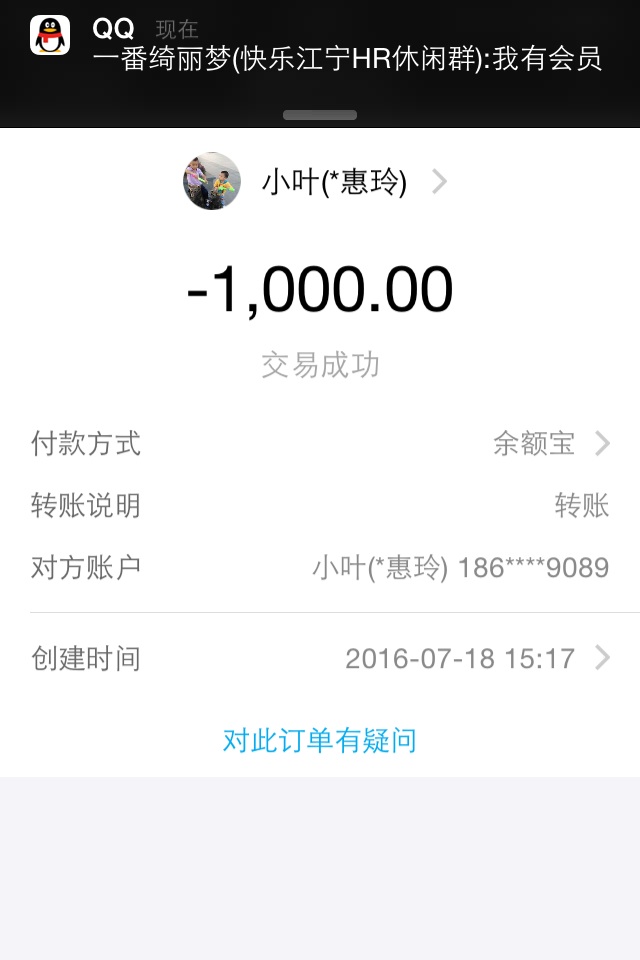 QQ 现在
一番绮丽梦(快乐江宁HR休闲群):我有会员
小叶(*惠玲)
-1,000.00
交易成功
付款方式 余额宝
转账说明 转账
对方账户 小叶(*惠玲) 186****9089
创建时间 2016-07-18 15:17
对此订单有疑问